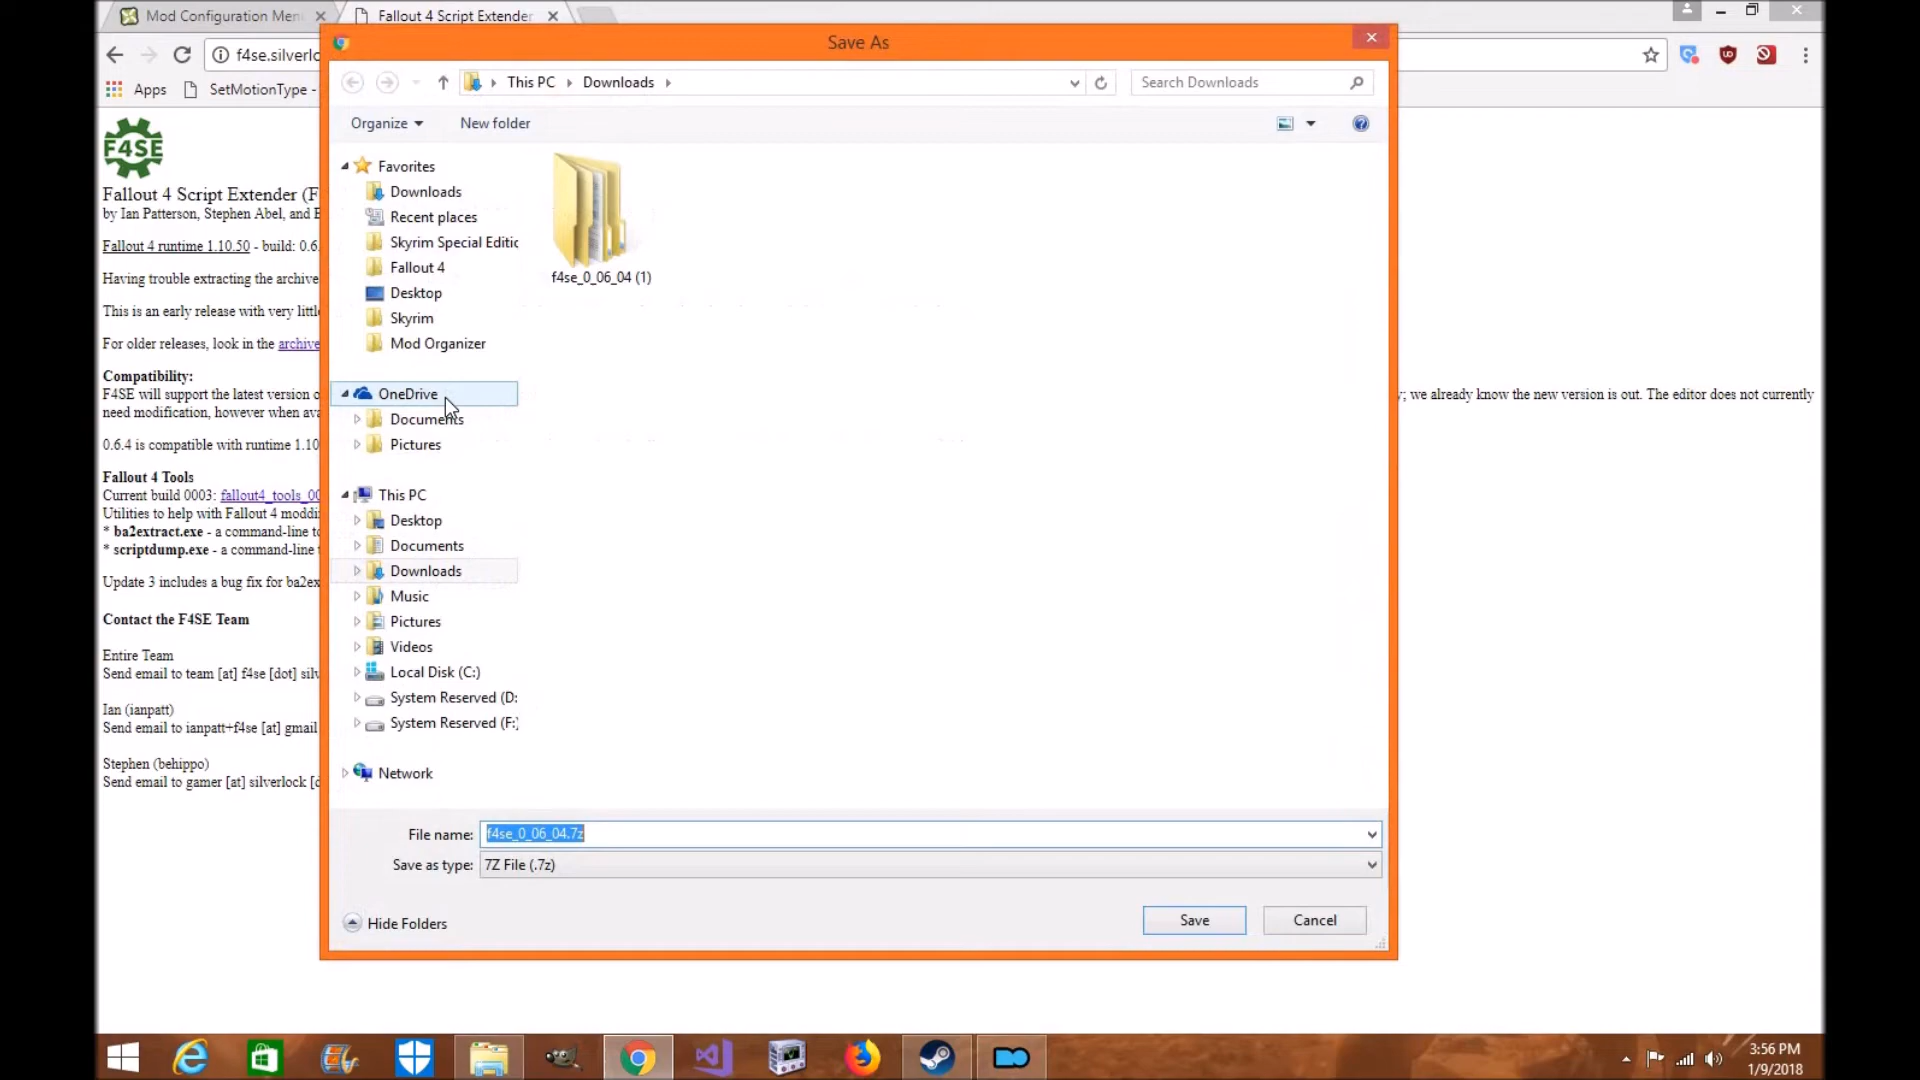 Mod Configuration Men
Fallout 4 Script Extender
f4se.silverloc
Apps
SetMotionType -
F4SE
Fallout 4 Script Extender (F
by Ian Patterson, Stephen Abel, and B
Fallout 4 runtime 1.10.50 - build: 0.6.
Having trouble extracting the archive
This is an early release with very little
For older releases, look in the archive
Compatibility:
F4SE will support the latest version o
; we already know the new version is out. The editor does not currently
need modification, however when ava
0.6.4 is compatible with runtime 1.10
Fallout 4 Tools
Current build 0003: fallout4_tools_00
Utilities to help with Fallout 4 moddi
* ba2extract.exe - a command-line to
* scriptdump.exe - a command-line t
Update 3 includes a bug fix for ba2ex
Contact the F4SE Team
Entire Team
Send email to team [at] f4se [dot] silv
Ian (ianpatt)
Send email to ianpatt+f4se [at] gmail
Stephen (behippo)
Send email to gamer [at] silverlock [d
Save As
This PC
Downloads
Search Downloads
Organize
New folder
Favorites
Downloads
Recent places
Skyrim Special Editic
Fallout 4
Desktop
Skyrim
Mod Organizer
OneDrive
Documents
Pictures
This PC
Desktop
Documents
Downloads
Music
Pictures
Videos
Local Disk (C:)
System Reserved (D:
System Reserved (F:)
Network
f4se_0_06_04 (1)
File name:
f4se_0_06_04.7z
Save as type:
7Z File (.7z)
Hide Folders
Save
Cancel
3:56 PM
1/9/2018